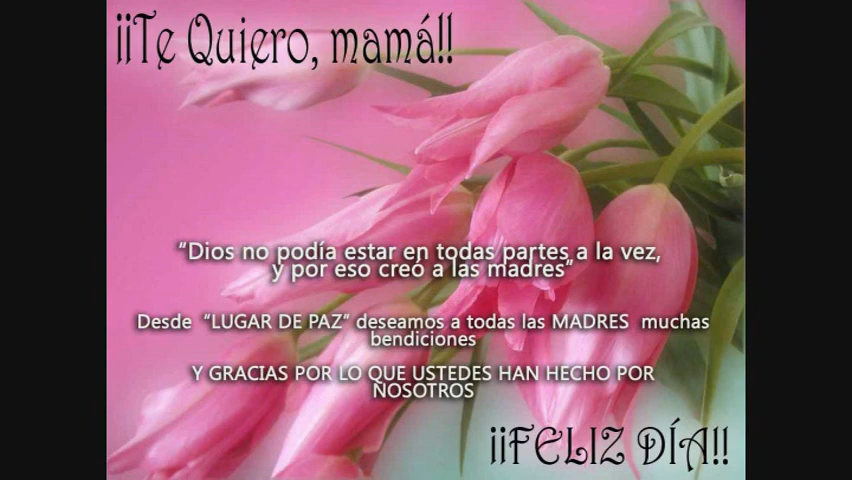 ¡¡Te Quiero, mamá!!
“Dios no podía estar en todas partes a la vez,
y por eso creó a las madres”
Desde “LUGAR DE PAZ” deseamos a todas las MADRES muchas
bendiciones
Y GRACIAS POR LO QUE USTEDES HAN HECHO POR
NOSOTROS
¡¡FELIZ DÍA!!